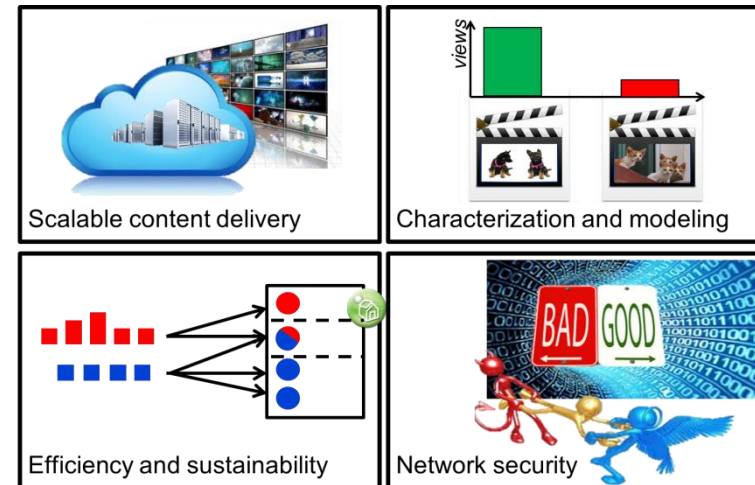 Scalable content delivery
views
Characterization and modeling
Efficiency and sustainability
BAD
GOOD
Network security